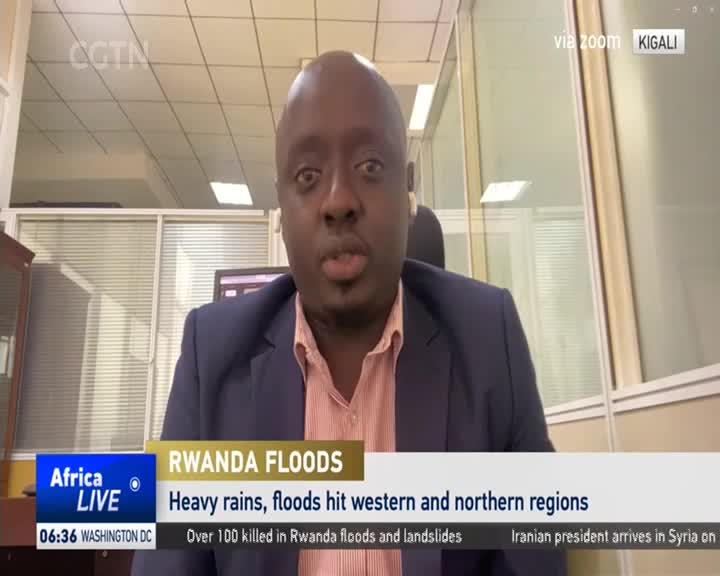 CGTN
via zoom
KIGALI
RWANDA FLOODS
Africa
LIVE
Heavy rains, floods hit western and northern regions
06:36 WASHINGTON DC
Over 100 killed in Rwanda floods and landslides
Iranian president arrives in Syria on